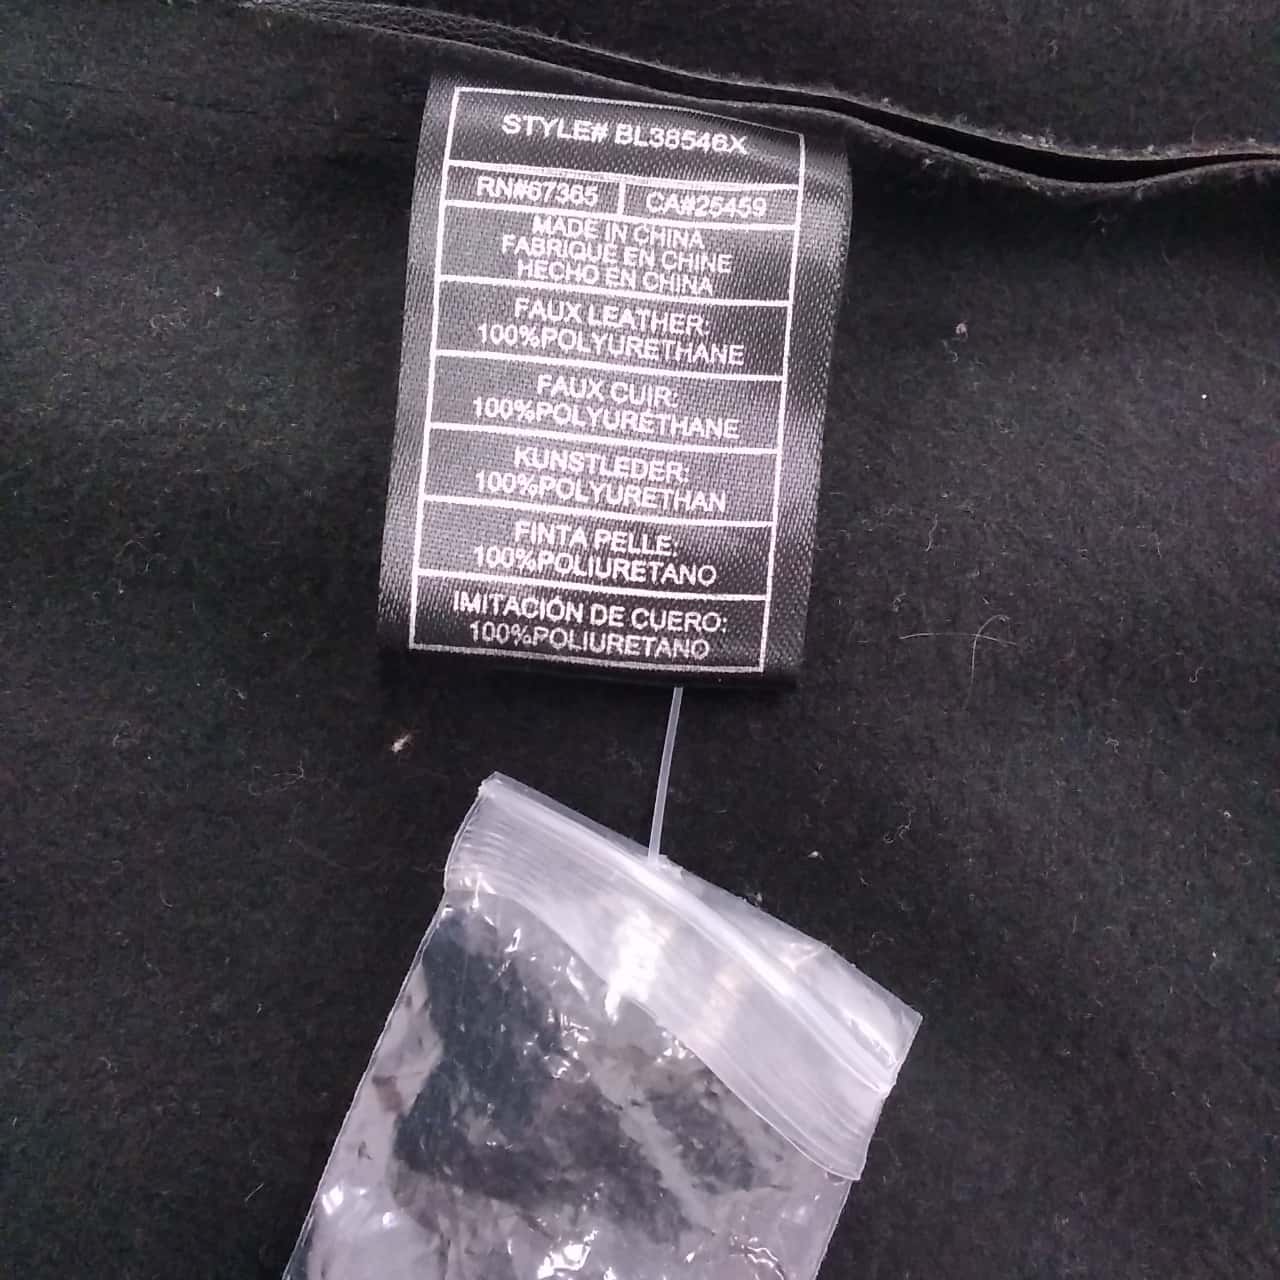 STYLE# BL38546X
RN#67365 CA#25459
MADE IN CHINA
FABRIQUE EN CHINE
HECHO EN CHINA
FAUX LEATHER:
100%POLYURETHANE
FAUX CUIR:
100%POLYURÉTHANE
KUNSTLEDER:
100%POLYURETHAN
FINTA PELLE:
100%POLIURETANO
IMITACIÓN DE CUERO:
100%POLIURETANO